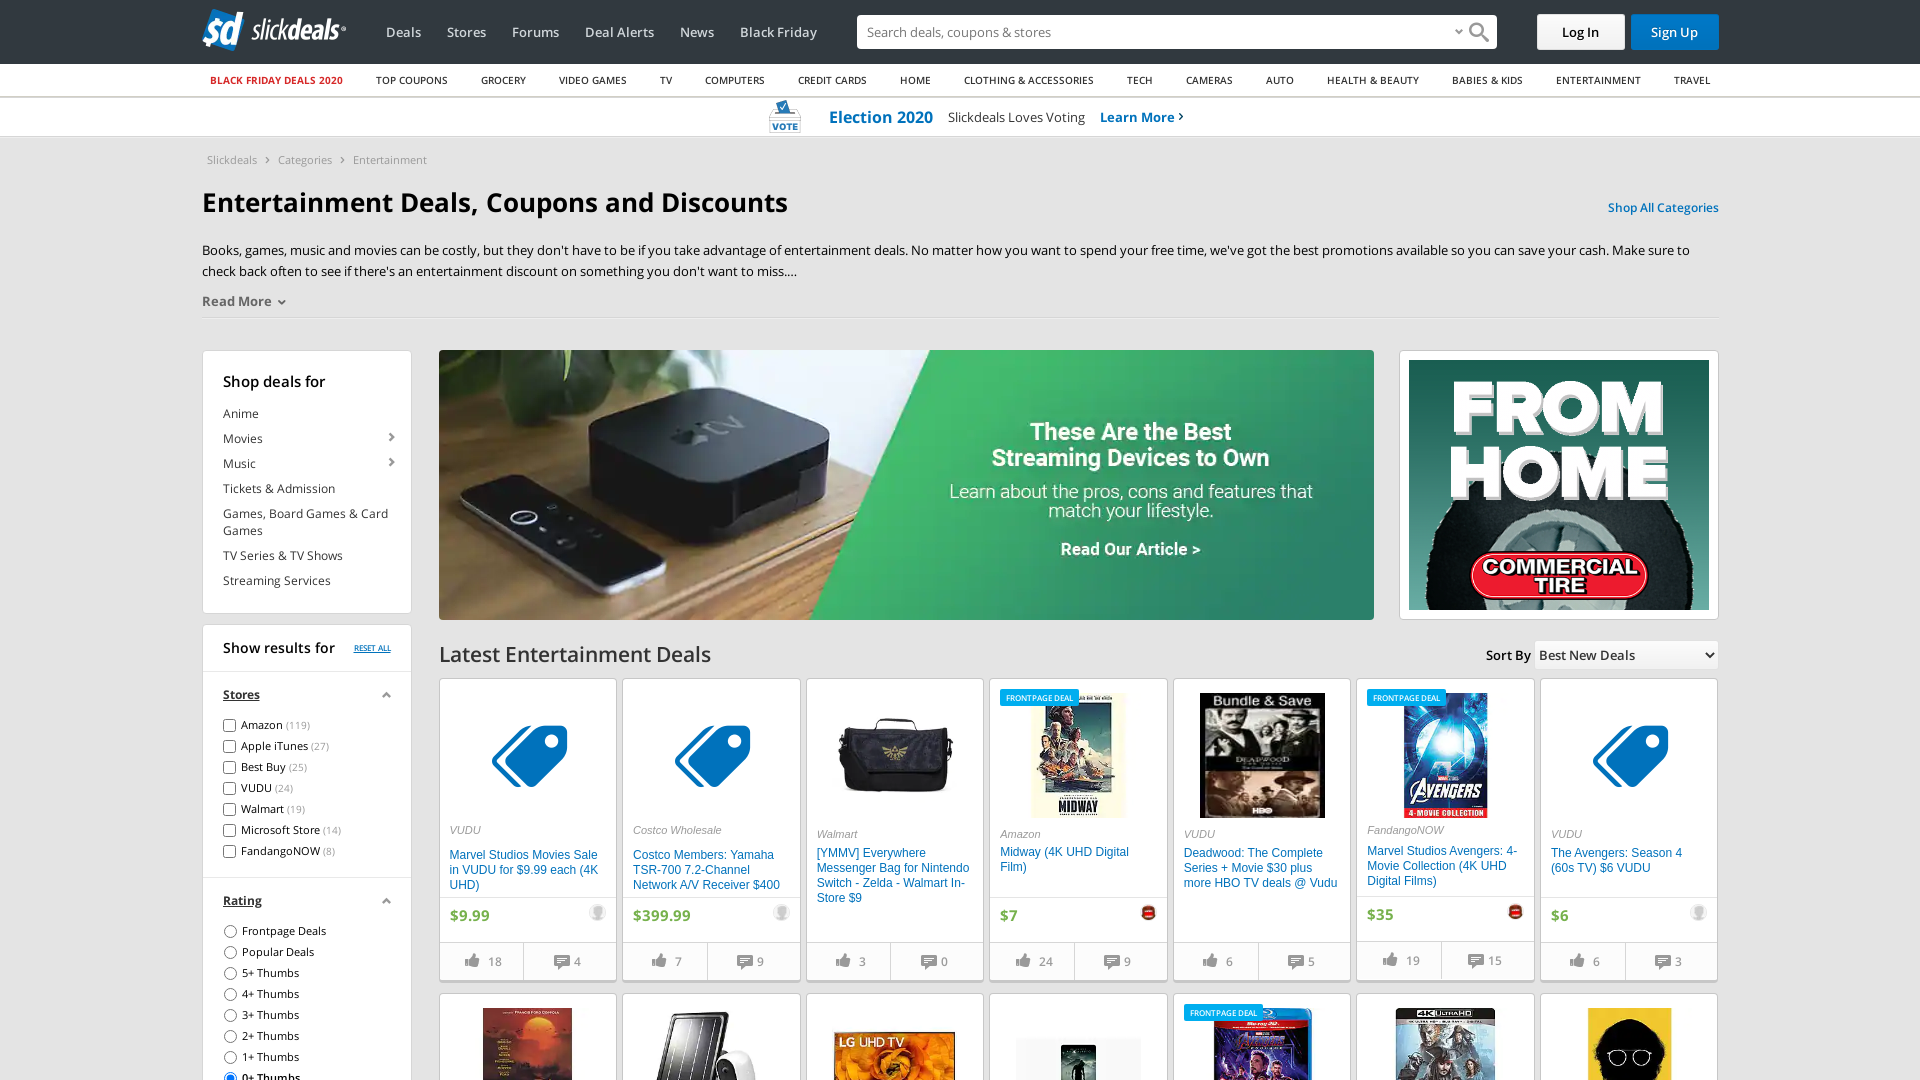 sd slickdeals
Deals
Stores
Forums
Deal Alerts
News
Black Friday
Search deals, coupons & stores
Log In
Sign Up
BLACK FRIDAY DEALS 2020
TOP COUPONS
GROCERY
VIDEO GAMES
TV
COMPUTERS
CREDIT CARDS
HOME
CLOTHING & ACCESSORIES
TECH
CAMERAS
AUTO
HEALTH & BEAUTY
BABIES & KIDS
ENTERTAINMENT
TRAVEL
VOTE
Election 2020
Slickdeals Loves Voting
Learn More
Slickdeals
Categories
Entertainment
Entertainment Deals, Coupons and Discounts
Shop All Categories
Books, games, music and movies can be costly, but they don't have to be if you take advantage of entertainment deals. No matter how you want to spend your free time, we've got the best promotions available so you can save your cash. Make sure to
check back often to see if there's an entertainment discount on something you don't want to miss....
Read More
Shop deals for
Anime
Movies
Music
Tickets & Admission
Games, Board Games & Card
Games
TV Series & TV Shows
Streaming Services
tv
These Are the Best
Streaming Devices to Own
Learn about the pros, cons and features that
match your lifestyle.
Read Our Article >
FROM
HOME
COMMERCIAL
TIRE
Show results for
RESET ALL
Stores
Amazon (119)
Apple iTunes (27)
Best Buy (25)
VUDU (24)
Walmart (19)
Microsoft Store (14)
FandangoNOW (8)
Rating
Frontpage Deals
Popular Deals
5+ Thumbs
4+ Thumbs
3+ Thumbs
2+ Thumbs
1+ Thumbs
0+ Thumbs
Latest Entertainment Deals
Sort By
Best New Deals
VUDU
Marvel Studios Movies Sale
in VUDU for $9.99 each (4K
UHD)
$9.99
18
4
Costco Wholesale
Costco Members: Yamaha
TSR-700 7.2-Channel
Network A/V Receiver $400
$399.99
7
9
Walmart
[YMMV] Everywhere
Messenger Bag for Nintendo
Switch - Zelda - Walmart In-
Store $9
3
0
FRONTPAGE DEAL
MIDWAY
Amazon
Midway (4K UHD Digital
Film)
$7
24
9
Bundle & Save
DEADWOOD
HBO
VUDU
Deadwood: The Complete
Series + Movie $30 plus
more HBO TV deals @ Vudu
6
5
FRONTPAGE DEAL
AVENGERS
4-MOVIE COLLECTION
FandangoNOW
Marvel Studios Avengers: 4-
Movie Collection (4K UHD
Digital Films)
$35
19
15
VUDU
The Avengers: Season 4
(60s TV) $6 VUDU
$6
6
3
LG UHD TV
FRONTPAGE DEAL
Blu-ray 3D
AVENGERS
4K ULTRA HD